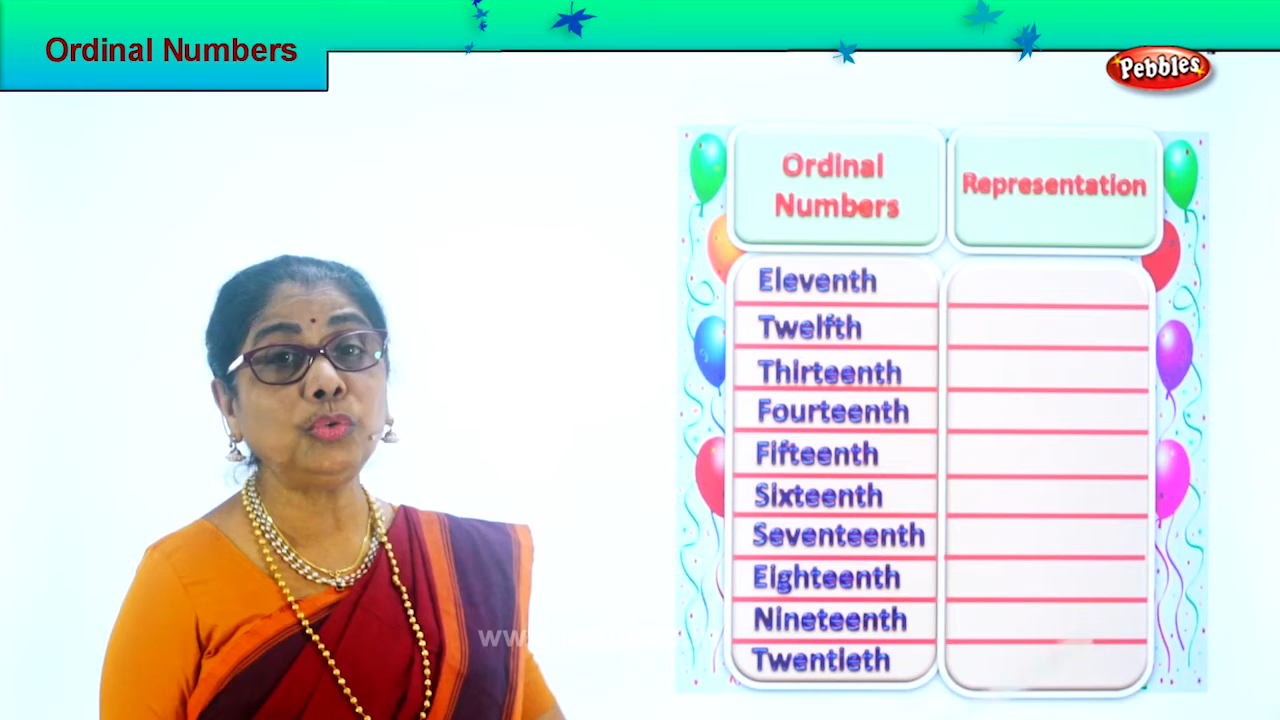 Ordinal Numbers
Pebbles
Ordinal
Numbers
Representation
Eleventh
Twelfth
Thirteenth
Fourteenth
Fifteenth
Sixteenth
Seventeenth
Eighteenth
Nineteenth
Twentieth